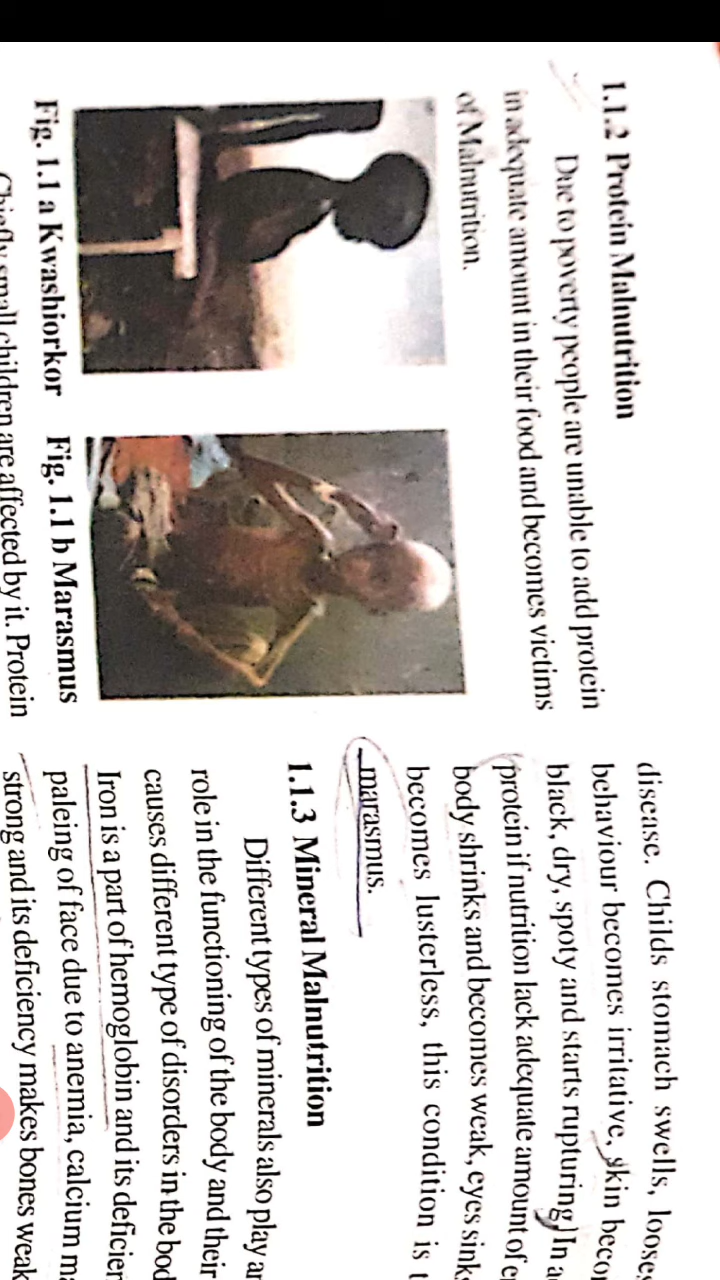 1.1.2 Protein Malnutrition
Due to poverty people are unable to add protein
in adequate amount in their food and becomes victims
of Malnutrition.
Fig. 1.1 a Kwashiorkor Fig. 1.1 b Marasmus
Chiefly small children are affected by it. Protein
disease. Childs stomach swells,
behaviour becomes irritative, skin
black, dry, spoty and starts rupturing. In
protein if nutrition lack adequate amount of
body shrinks and becomes weak, eyes
becomes lusterless, this condition is
marasmus.
1.1.3 Mineral Malnutrition
Different types of minerals also play
role in the functioning of the body and their
causes different type of disorders in the
Iron is a part of hemoglobin and its
paleing of face due to anemia, calcium
strong and its deficiency makes bones weak